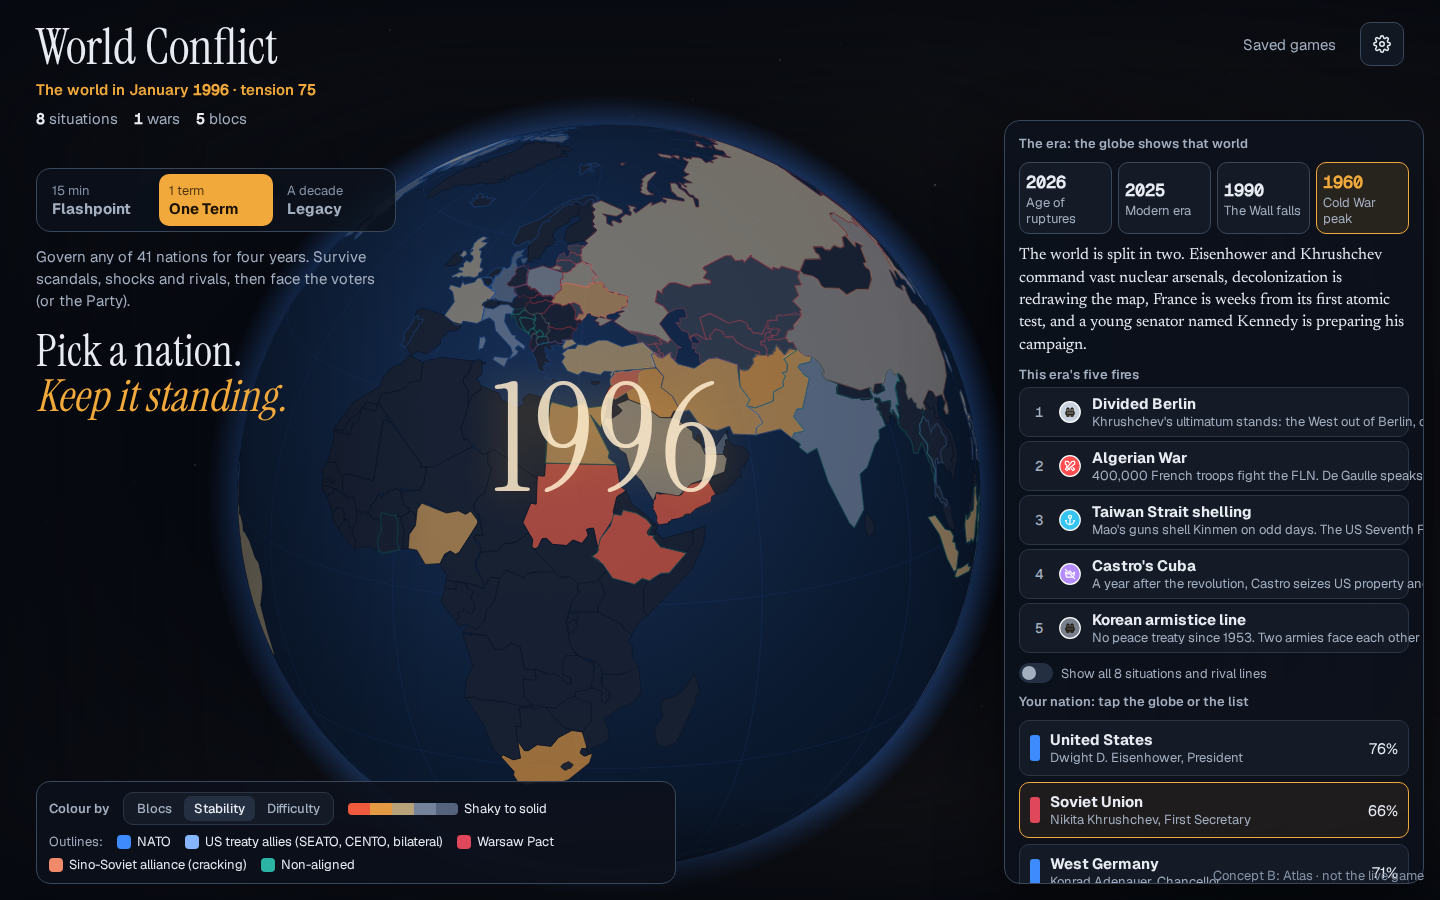 World Conflict
The world in January 1996 · tension 75
8 situations 1 wars 5 blocs
Saved games
15 min
Flashpoint
1 term
One Term
A decade
Legacy
Govern any of 41 nations for four years. Survive
scandals, shocks and rivals, then face the voters
(or the Party).
Pick a nation.
Keep it standing.
1996
The era: the globe shows that world
2026
Age of
ruptures
2025
Modern era
1990
The Wall falls
1960
Cold War
peak
The world is split in two. Eisenhower and Khrushchev
command vast nuclear arsenals, decolonization is
redrawing the map, France is weeks from its first atomic
test, and a young senator named Kennedy is preparing his
campaign.
This era's five fires
1 Divided Berlin
Khrushchev's ultimatum stands: the West out of Berlin,
2 Algerian War
400,000 French troops fight the FLN. De Gaulle speaks
3 Taiwan Strait shelling
Mao's guns shell Kinmen on odd days. The US Seventh F
4 Castro's Cuba
A year after the revolution, Castro seizes US property an
5 Korean armistice line
No peace treaty since 1953. Two armies face each other
Show all 8 situations and rival lines
Your nation: tap the globe or the list
United States
Dwight D. Eisenhower, President
76%
Soviet Union
Nikita Khrushchev, First Secretary
66%
West Germany
Konrad Adenauer, Chancellor
71%
Concept B: Atlas · not the live game
Colour by Blocs Stability Difficulty Shaky to solid
Outlines: NATO US treaty allies (SEATO, CENTO, bilateral) Warsaw Pact
Sino-Soviet alliance (cracking) Non-aligned